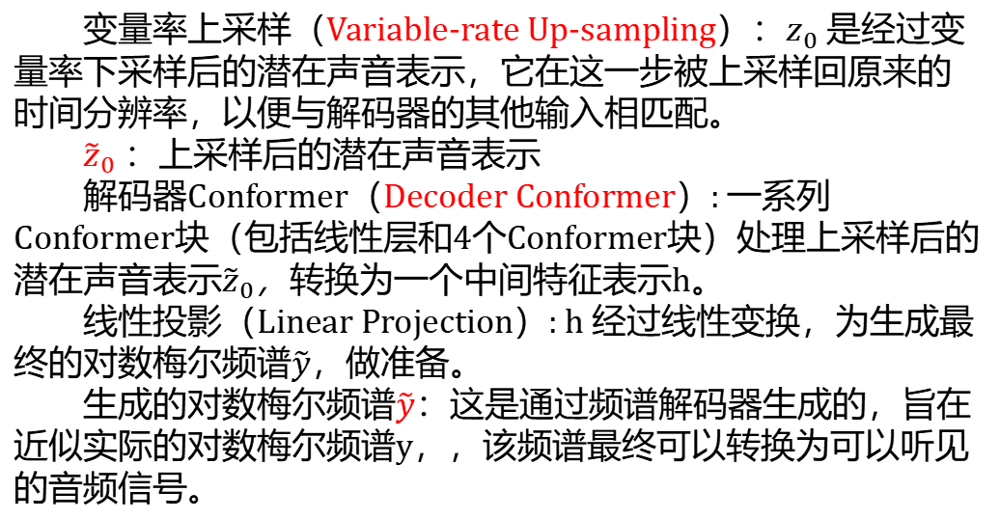 变量率上采样（Variable-rate Up-sampling）：z₀ 是经过变
量率下采样后的潜在声音表示，它在这一步被上采样回原来的
时间分辨率，以便与解码器的其他输入相匹配。
z̃₀ ：上采样后的潜在声音表示
解码器Conformer（Decoder Conformer）: 一系列
Conformer块（包括线性层和4个Conformer块）处理上采样后的
潜在声音表示z̃₀，转换为一个中间特征表示h。
线性投影（Linear Projection）: h 经过线性变换，为生成最
终的对数梅尔频谱ỹ，做准备。
生成的对数梅尔频谱ỹ：这是通过频谱解码器生成的，旨在
近似实际的对数梅尔频谱y，，该频谱最终可以转换为可以听见
的音频信号。